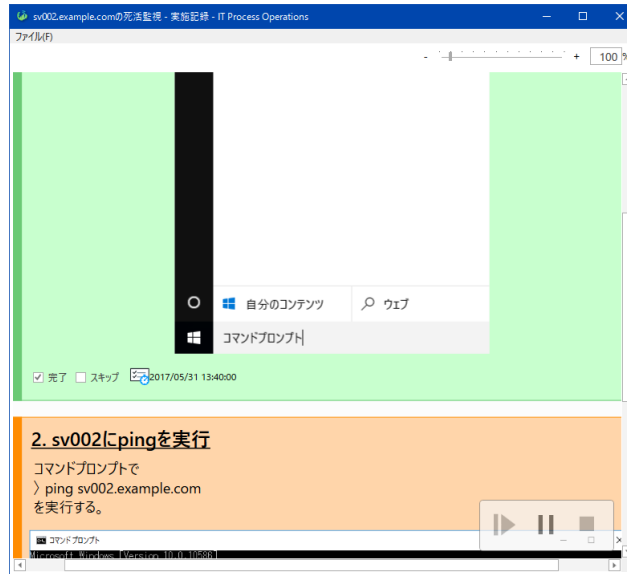 sv002.example.comの死活監視 - 実施記録 - IT Process Operations
ファイル(F)
- + 100 %
自分のコンテンツ ウェブ
コマンドプロンプト
完了 スキップ 2017/05/31 13:40:00
2. sv002にpingを実行
コマンドプロンプトで
〉ping sv002.example.com
を実行する。
コマンドプロンプト
Microsoft Windows [Version 10.0.10586]